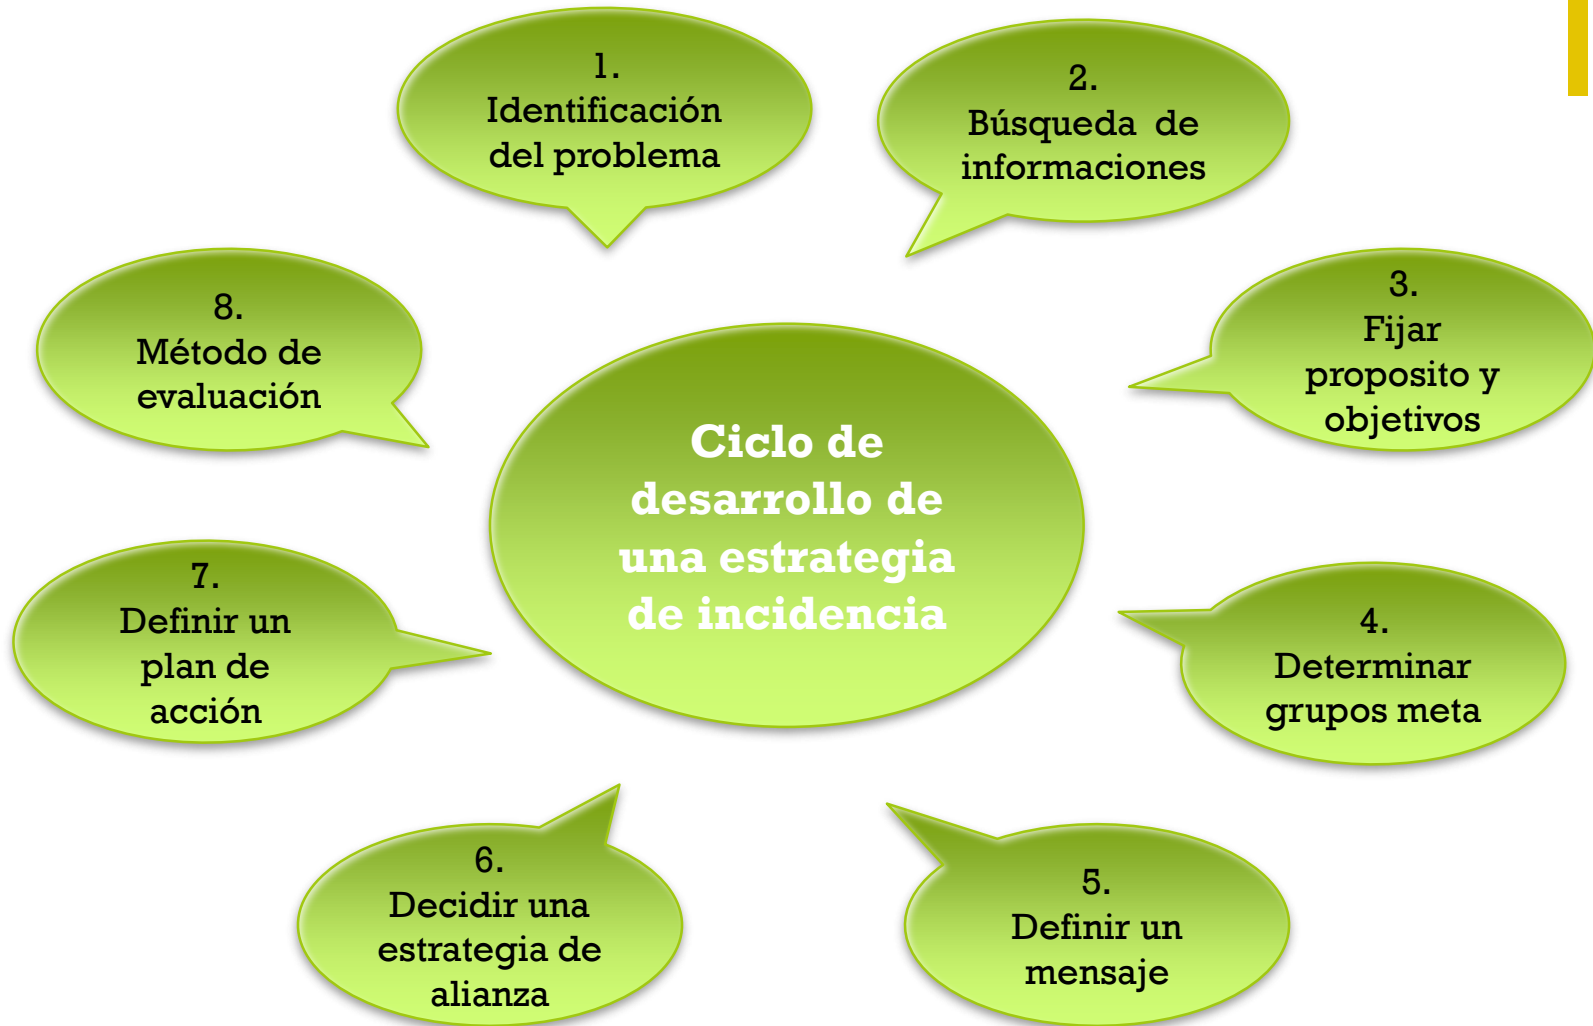 1.
Identificación
del problema
2.
Búsqueda de
informaciones
3.
Fijar
proposito y
objetivos
4.
Determinar
grupos meta
5.
Definir un
mensaje
6.
Decidir una
estrategia de
alianza
7.
Definir un
plan de
acción
8.
Método de
evaluación
Ciclo de
desarrollo de
una estrategia
de incidencia